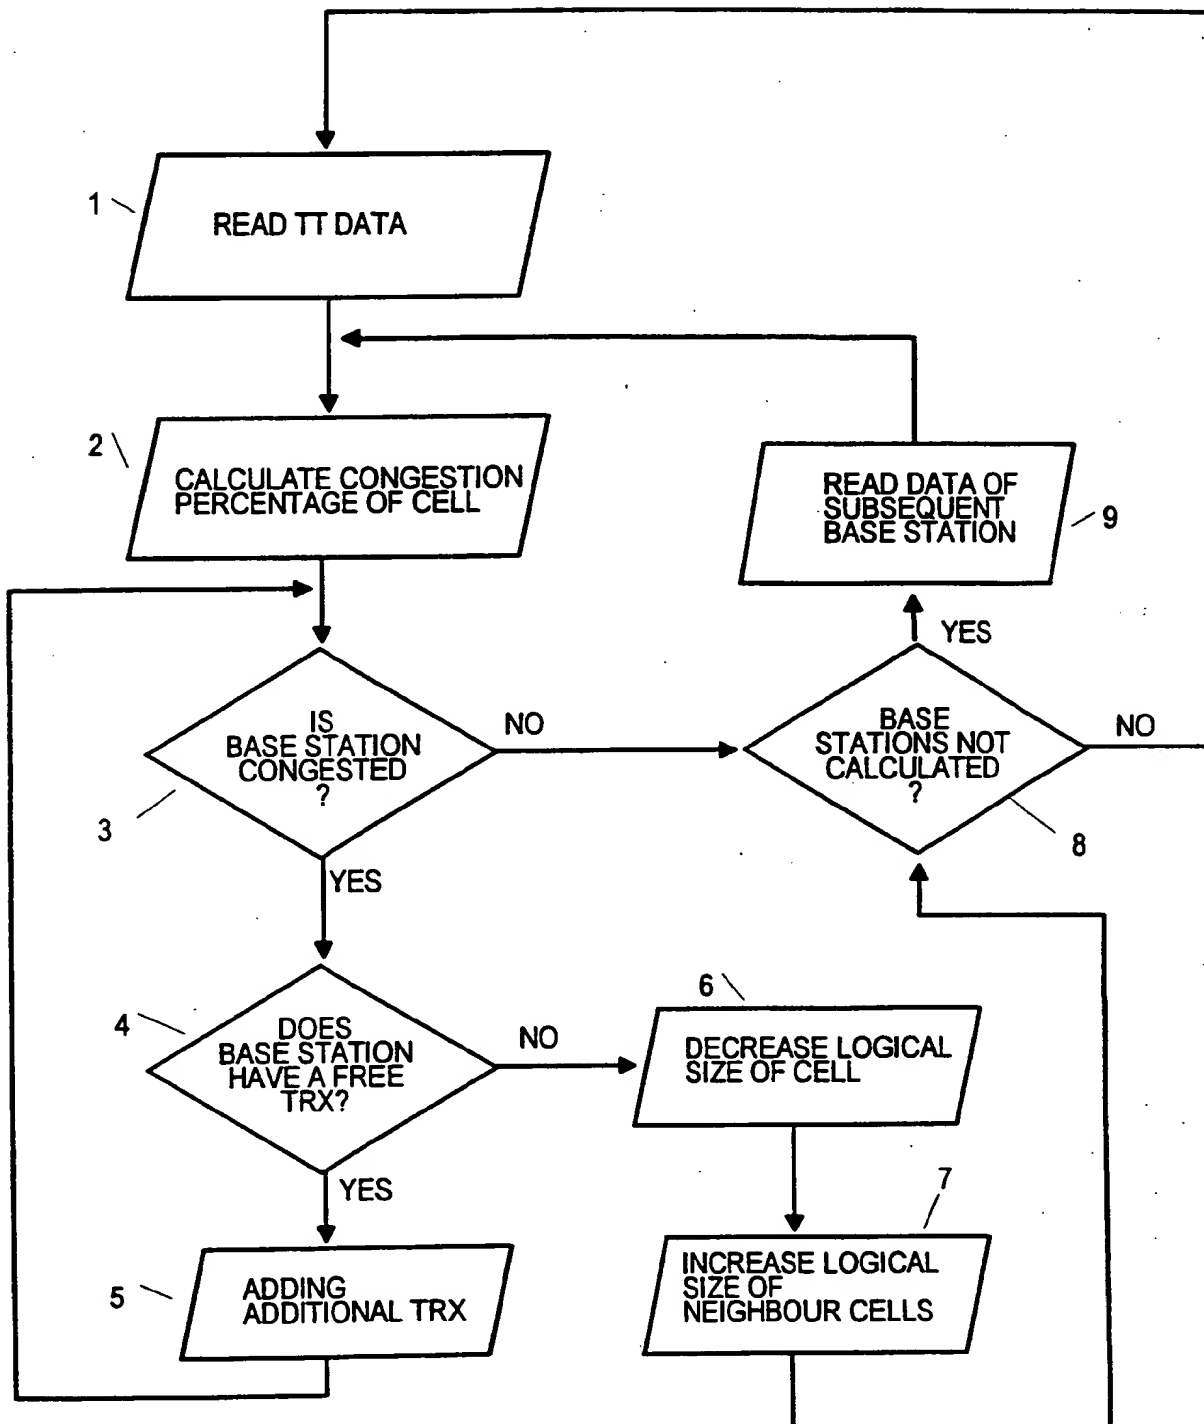 1
READ TT DATA
2
CALCULATE CONGESTION
PERCENTAGE OF CELL
READ DATA OF
SUBSEQUENT
BASE STATION
9
YES
IS
BASE STATION
CONGESTED
?
NO
3
BASE
STATIONS NOT
CALCULATED
?
NO
8
YES
4
DOES
BASE STATION
HAVE A FREE
TRX?
NO
6
DECREASE LOGICAL
SIZE OF CELL
YES
7
5
ADDING
ADDITIONAL TRX
INCREASE LOGICAL
SIZE OF
NEIGHBOUR CELLS